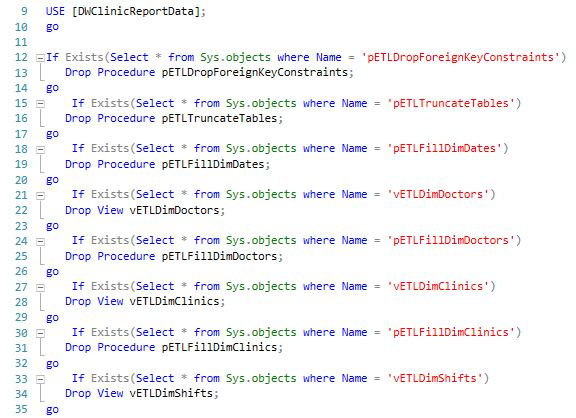 9 USE [DWClinicReportData];
10 go
11
12 If Exists(Select * from Sys.objects where Name = 'pETLDropForeignKeyConstraints')
13 Drop Procedure pETLDropForeignKeyConstraints;
14 go
15 If Exists(Select * from Sys.objects where Name = 'pETLTruncateTables')
16 Drop Procedure pETLTruncateTables;
17 go
18 If Exists(Select * from Sys.objects where Name = 'pETLFillDimDates')
19 Drop Procedure pETLFillDimDates;
20 go
21 If Exists(Select * from Sys.objects where Name = 'vETLDimDoctors')
22 Drop View vETLDimDoctors;
23 go
24 If Exists(Select * from Sys.objects where Name = 'pETLFillDimDoctors')
25 Drop Procedure pETLFillDimDoctors;
26 go
27 If Exists(Select * from Sys.objects where Name = 'vETLDimClinics')
28 Drop View vETLDimClinics;
29 go
30 If Exists(Select * from Sys.objects where Name = 'pETLFillDimClinics')
31 Drop Procedure pETLFillDimClinics;
32 go
33 If Exists(Select * from Sys.objects where Name = 'vETLDimShifts')
34 Drop View vETLDimShifts;
35 go